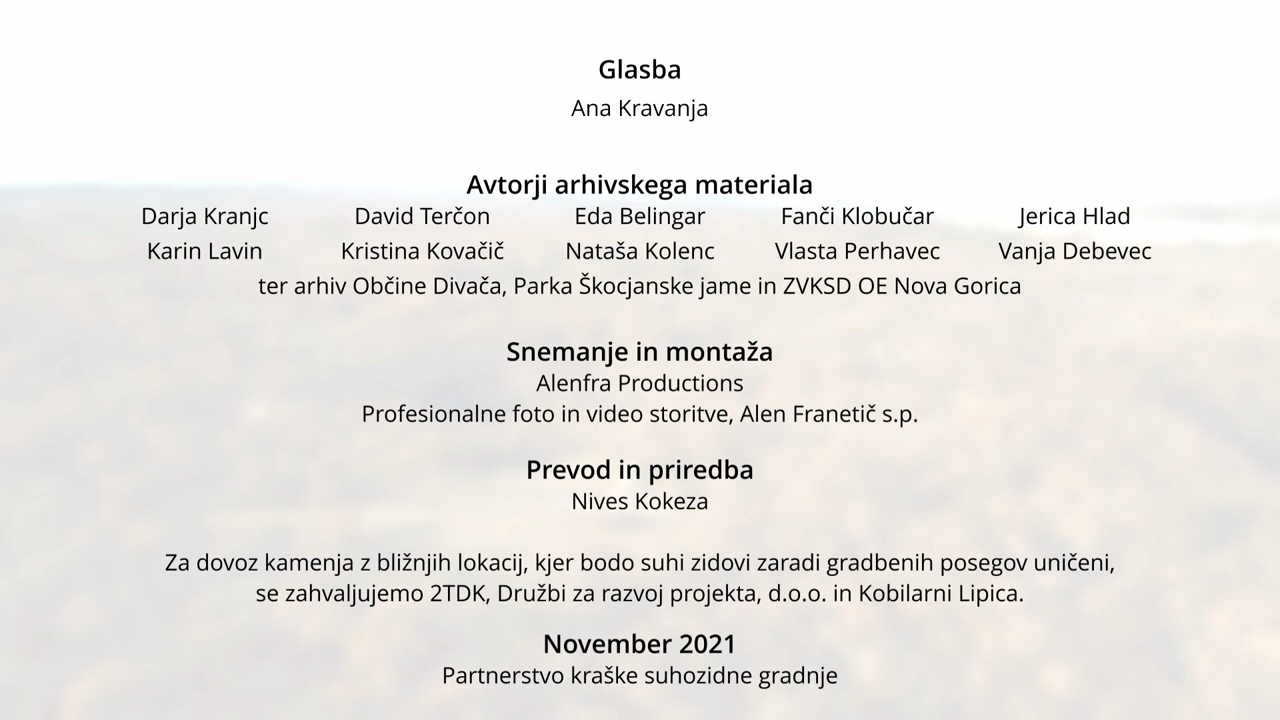 Glasba
Ana Kravanja
Avtorji arhivskega materiala
Darja Kranjc David Terčon Eda Belingar Fanči Klobučar Jerica Hlad
Karin Lavin Kristina Kovačič Nataša Kolenc Vlasta Perhavec Vanja Debevec
ter arhiv Občine Divača, Parka Škocjanske jame in ZVKSD OE Nova Gorica
Snemanje in montaža
Alenfra Productions
Profesionalne foto in video storitve, Alen Franetič s.p.
Prevod in priredba
Nives Kokeza
Za dovoz kamenja z bližnjih lokacij, kjer bodo suhi zidovi zaradi gradbenih posegov uničeni,
se zahvaljujemo 2TDK, Družbi za razvoj projekta, d.o.o. in Kobilarni Lipica.
November 2021
Partnerstvo kraške suhozidne gradnje